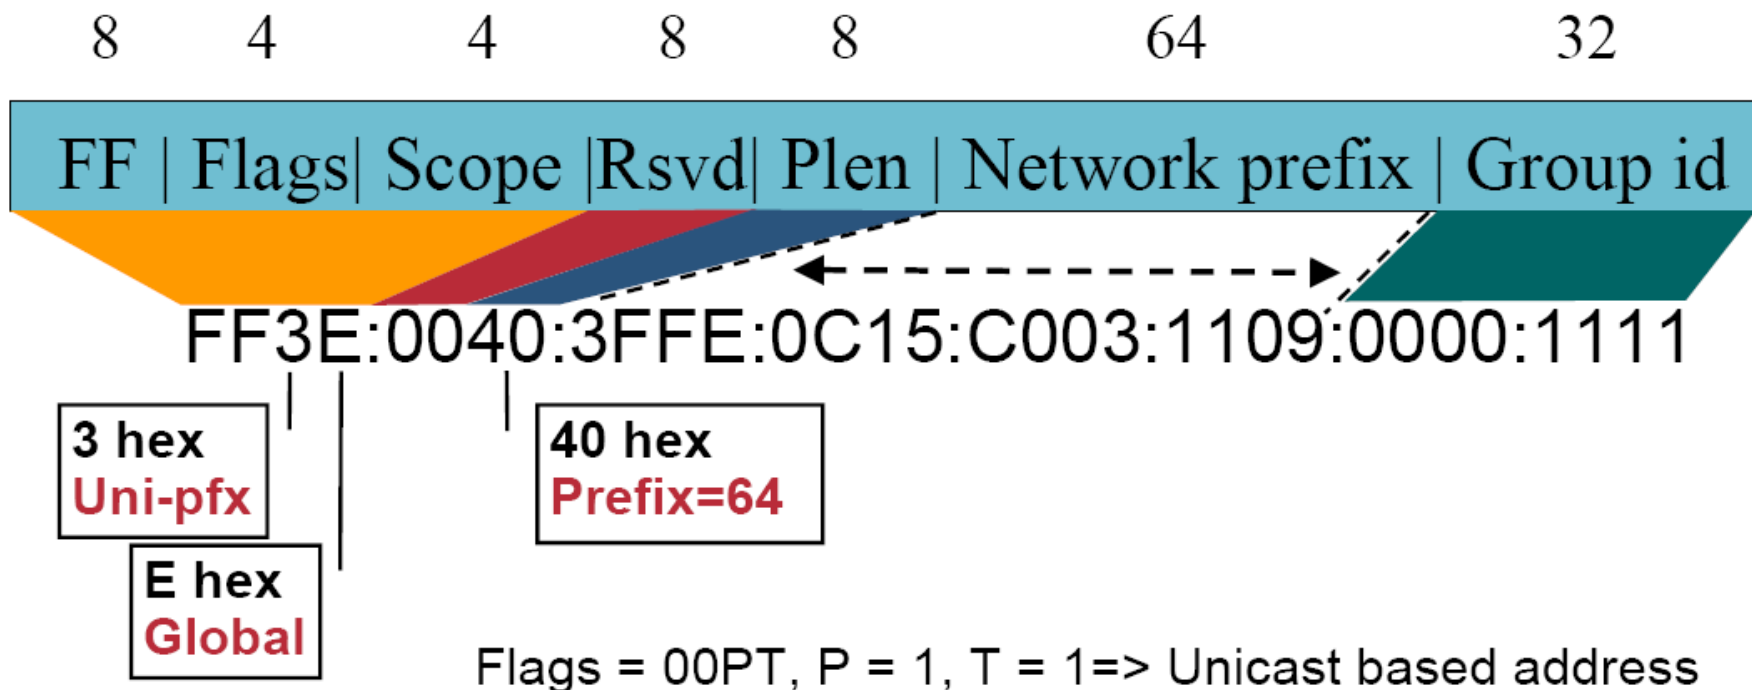 8 4 4 8 8 64 32
FF | Flags| Scope |Rsvd| Plen | Network prefix | Group id
FF3E:0040:3FFE:0C15:C003:1109:0000:1111
3 hex
Uni-pfx
40 hex
Prefix=64
E hex
Global
Flags = 00PT, P = 1, T = 1=> Unicast based address